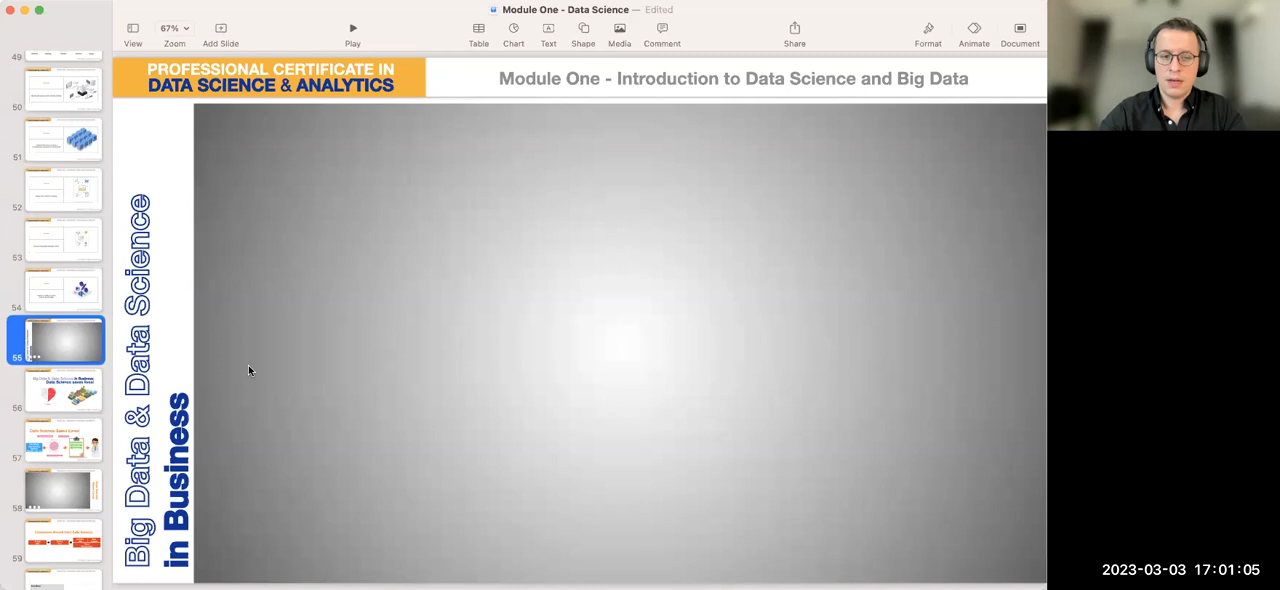 Module One - Data Science — Edited
67%
View
Zoom
Add Slide
Play
Table
Chart
Text
Shape
Media
Comment
Share
Format
Animate
Document
PROFESSIONAL CERTIFICATE IN
DATA SCIENCE & ANALYTICS
Module One - Introduction to Data Science and Big Data
Big Data & Data Science
in Business
49
50
51
52
53
54
55
56
57
58
59
2023-03-03 17:01:05